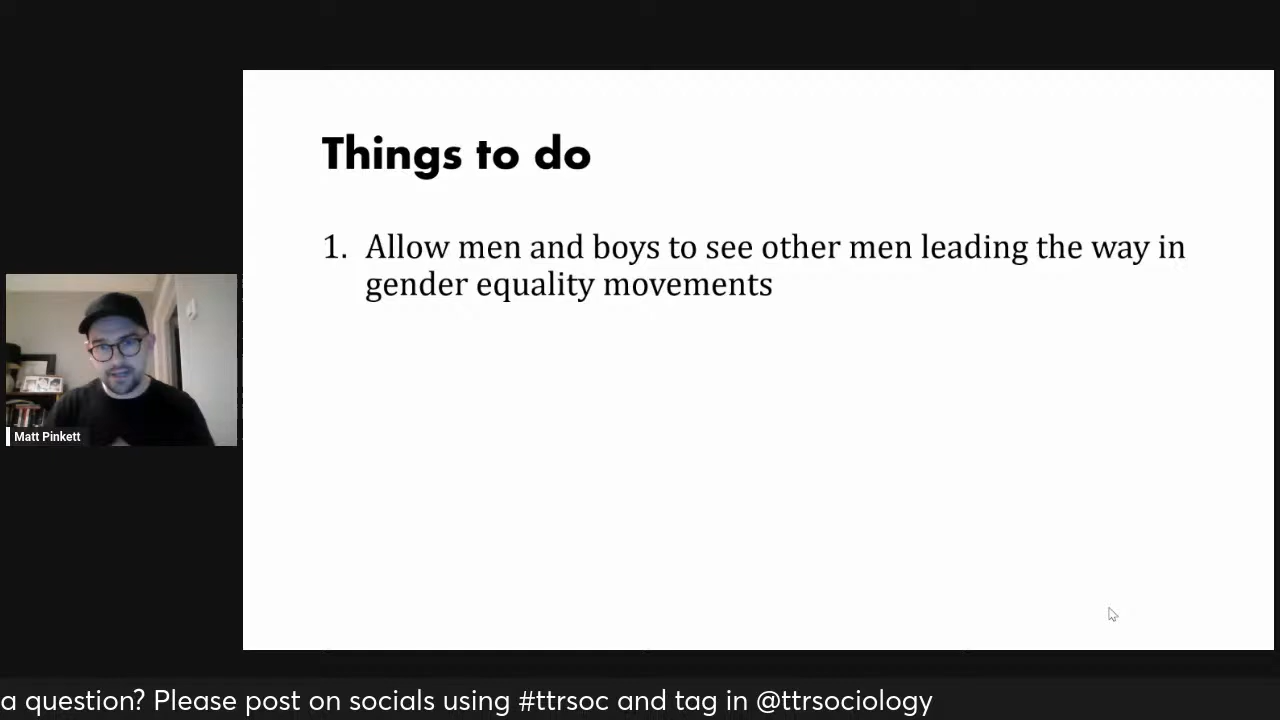 Things to do
1. Allow men and boys to see other men leading the way in
gender equality movements
Matt Pinkett
a question? Please post on socials using #ttrsoc and tag in @ttrsociology